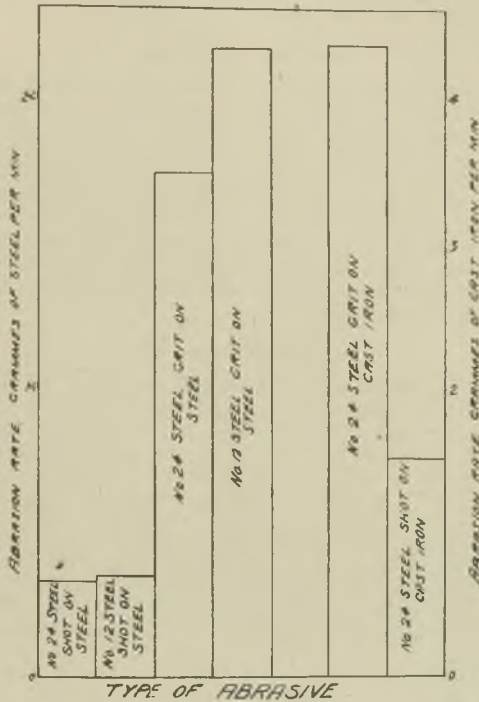 ABRASION RATE, GRAMMES OF STEEL PER MIN
No 24 STEEL
SHOT ON
STEEL
No. 12 STEEL
SHOT ON
STEEL
No 24 STEEL GRIT ON
STEEL
No 12 STEEL GRIT ON
STEEL
No 24 STEEL GRIT ON
CAST IRON
No 24 STEEL SHOT ON
CAST IRON
0
0
ABRASION RATE GRAMMES OF CAST IRON PER MIN
TYPE OF ABRASIVE